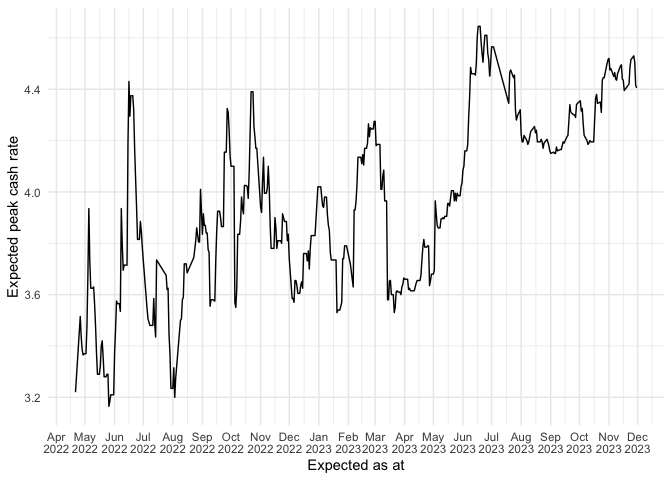 Expected peak cash rate
4.4
4.0
3.6
3.2
Apr May Jun Jul Aug Sep Oct Nov Dec Jan Feb Mar Apr May Jun Jul Aug Sep Oct Nov Dec
2022 2022 2022 2022 2022 2022 2022 2022 2022 2023 2023 2023 2023 2023 2023 2023 2023 2023 2023 2023 2023
Expected as at